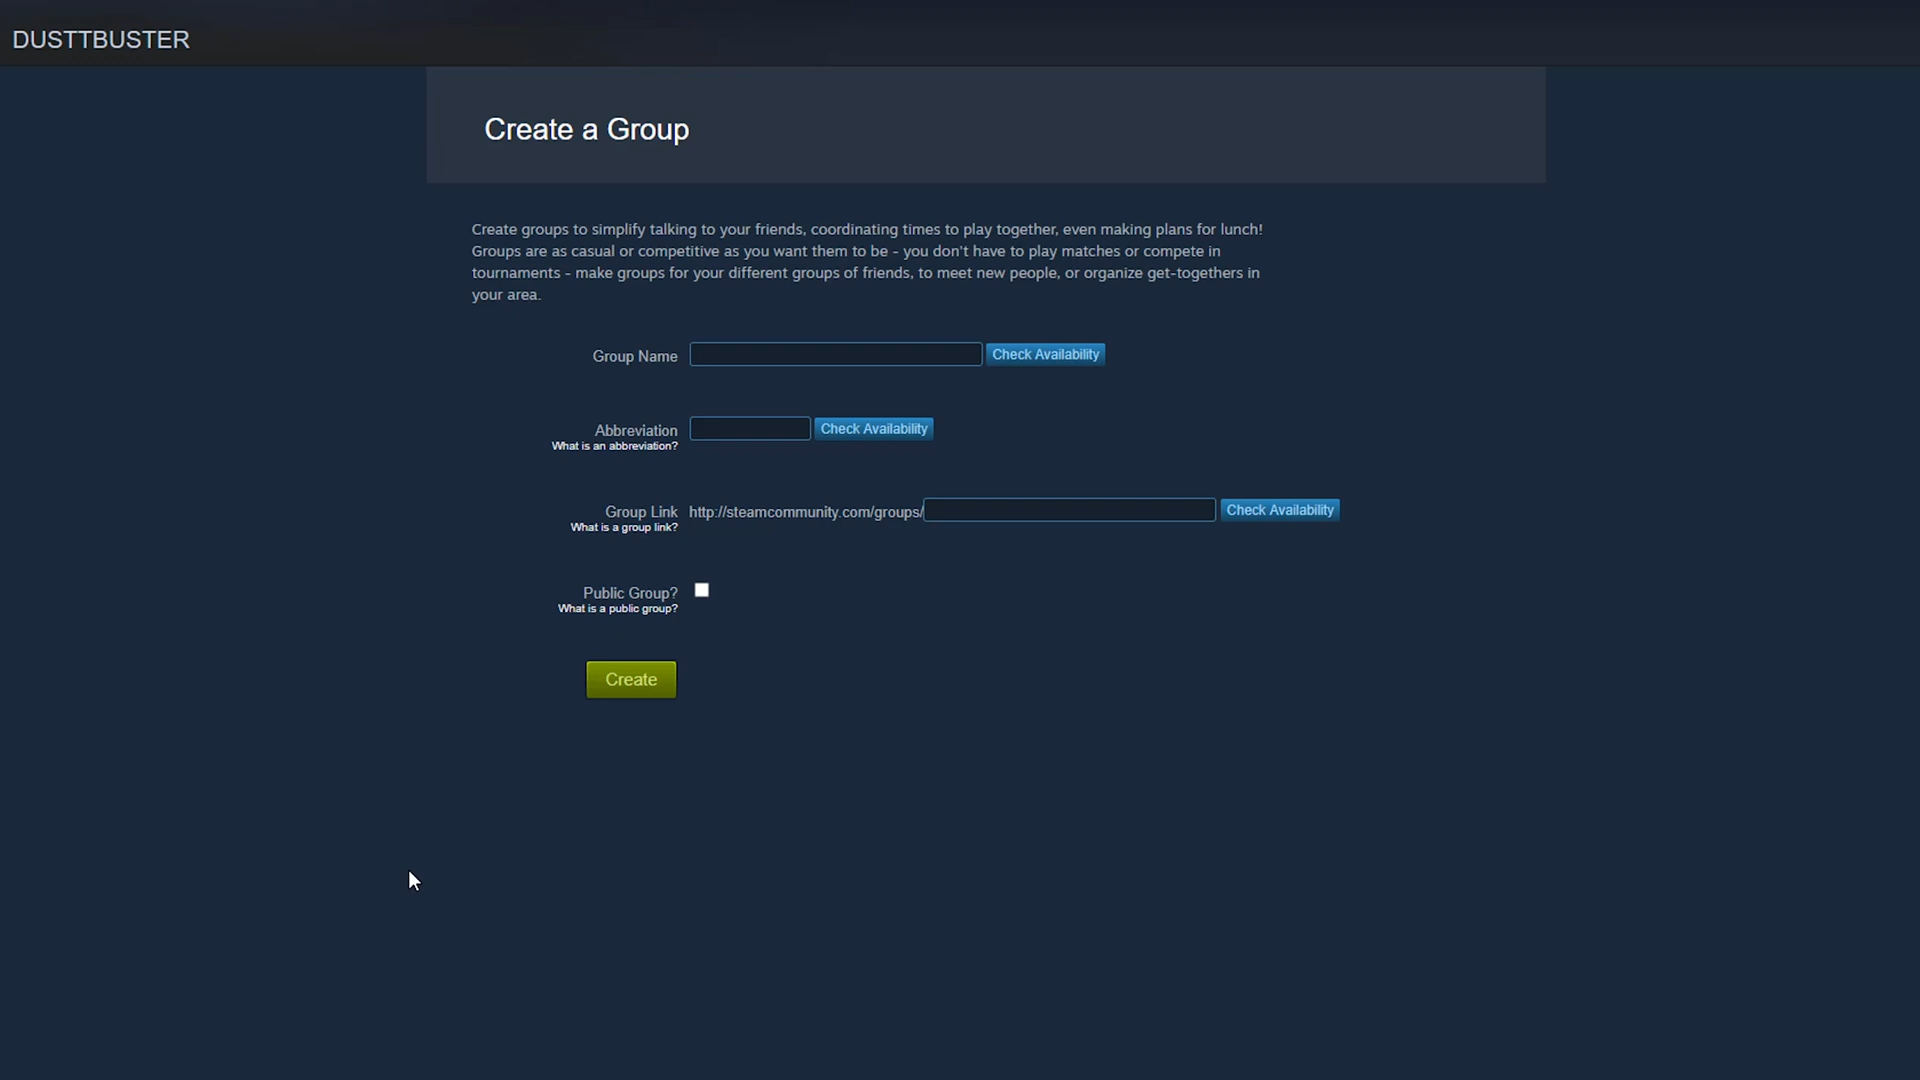 DUSTTBUSTER
Create a Group
Create groups to simplify talking to your friends, coordinating times to play together, even making plans for lunch!
Groups are as casual or competitive as you want them to be - you don't have to play matches or compete in
tournaments - make groups for your different groups of friends, to meet new people, or organize get-togethers in
your area.
Group Name Check Availability
Abbreviation Check Availability
What is an abbreviation?
Group Link http://steamcommunity.com/groups/ Check Availability
What is a group link?
Public Group?
What is a public group?
Create